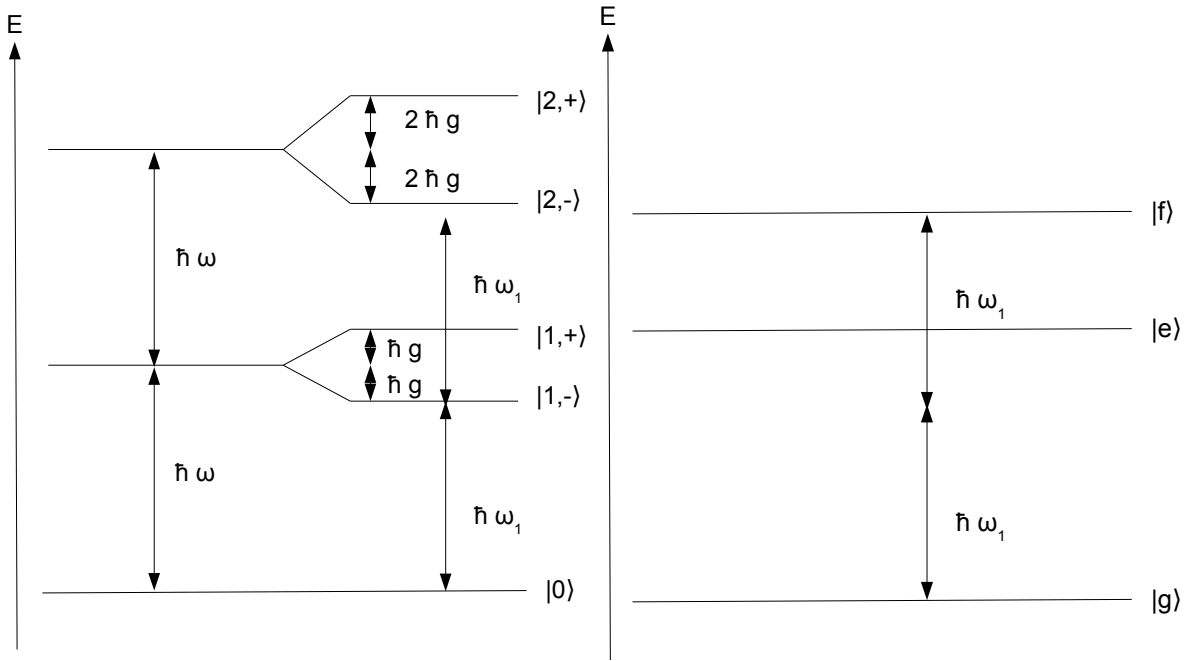 E
|2,+⟩
2 ħ g
2 ħ g
|2,-⟩
ħ ω
ħ ω₁
|1,+⟩
ħ g
ħ g
|1,-⟩
ħ ω
ħ ω₁
|0⟩
E
|f⟩
ħ ω₁
|e⟩
ħ ω₁
|g⟩